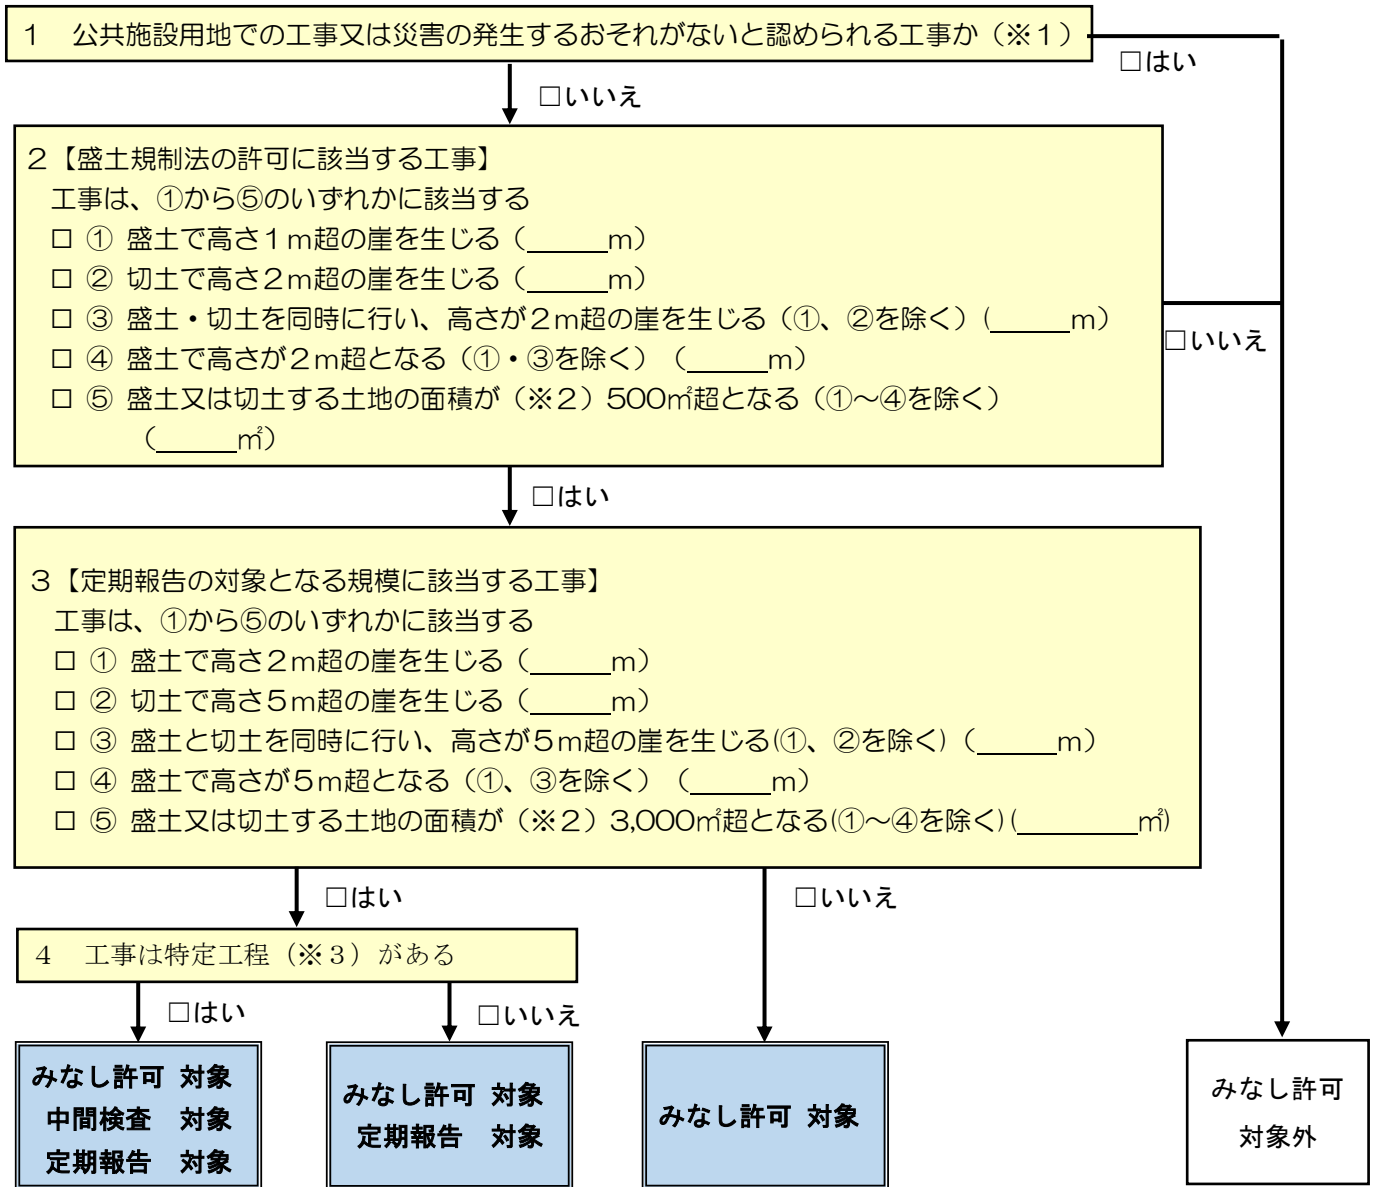 １　公共施設用地での工事又は災害の発生するおそれがないと認められる工事か（※１）
□はい
□いいえ
２【盛土規制法の許可に該当する工事】
工事は、①から⑤のいずれかに該当する
□ ① 盛土で高さ１ｍ超の崖を生じる（______ｍ）
□ ② 切土で高さ２ｍ超の崖を生じる（______ｍ）
□ ③ 盛土・切土を同時に行い、高さが２ｍ超の崖を生じる（①、②を除く）(______ｍ）
□ ④ 盛土で高さが２ｍ超となる（①・③を除く）（______ｍ）
□ ⑤ 盛土又は切土する土地の面積が（※２）500㎡超となる（①～④を除く）
（______㎡）
□いいえ
□はい
３【定期報告の対象となる規模に該当する工事】
工事は、①から⑤のいずれかに該当する
□ ① 盛土で高さ２ｍ超の崖を生じる（______ｍ）
□ ② 切土で高さ５ｍ超の崖を生じる（______ｍ）
□ ③ 盛土と切土を同時に行い、高さが５ｍ超の崖を生じる(①、②を除く)（______ｍ）
□ ④ 盛土で高さが５ｍ超となる（①、③を除く）（______ｍ）
□ ⑤ 盛土又は切土する土地の面積が（※２）3,000㎡超となる(①～④を除く)(_________㎡)
□はい
□いいえ
４　工事は特定工程（※３）がある
□はい
□いいえ
みなし許可 対象
中間検査　対象
定期報告　対象
みなし許可 対象
定期報告　対象
みなし許可 対象
みなし許可
対象外